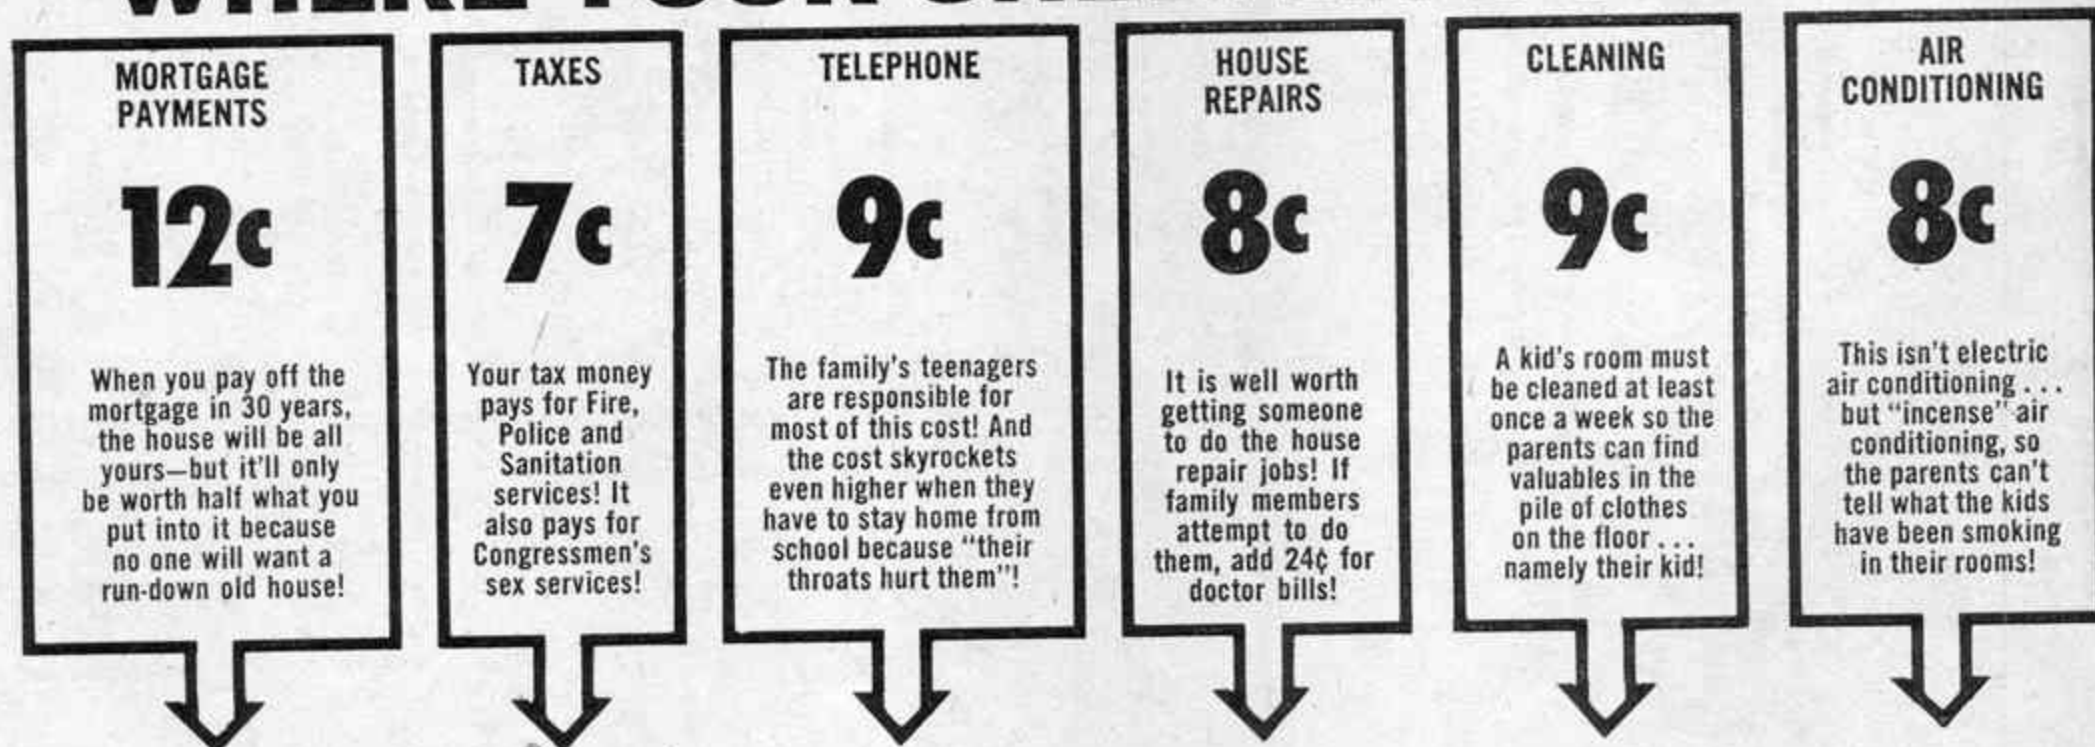 WHERE YOUR
MORTGAGE
PAYMENTS
12c
When you pay off the
mortgage in 30 years,
the house will be all
yours—but it'll only
be worth half what you
put into it because
no one will want a
run-down old house!
TAXES
7c
Your tax money
pays for Fire,
Police and
Sanitation
services! It
also pays for
Congressmen's
sex services!
TELEPHONE
9c
The family's teenagers
are responsible for
most of this cost! And
the cost skyrockets
even higher when they
have to stay home from
school because "their
throats hurt them"!
HOUSE
REPAIRS
8c
It is well worth
getting someone
to do the house
repair jobs! If
family members
attempt to do
them, add 24¢ for
doctor bills!
CLEANING
9c
A kid's room must
be cleaned at least
once a week so the
parents can find
valuables in the
pile of clothes
on the floor . . .
namely their kid!
AIR
CONDITIONING
8c
This isn't electric
air conditioning . . .
but "incense" air
conditioning, so
the parents can't
tell what the kids
have been smoking
in their rooms!